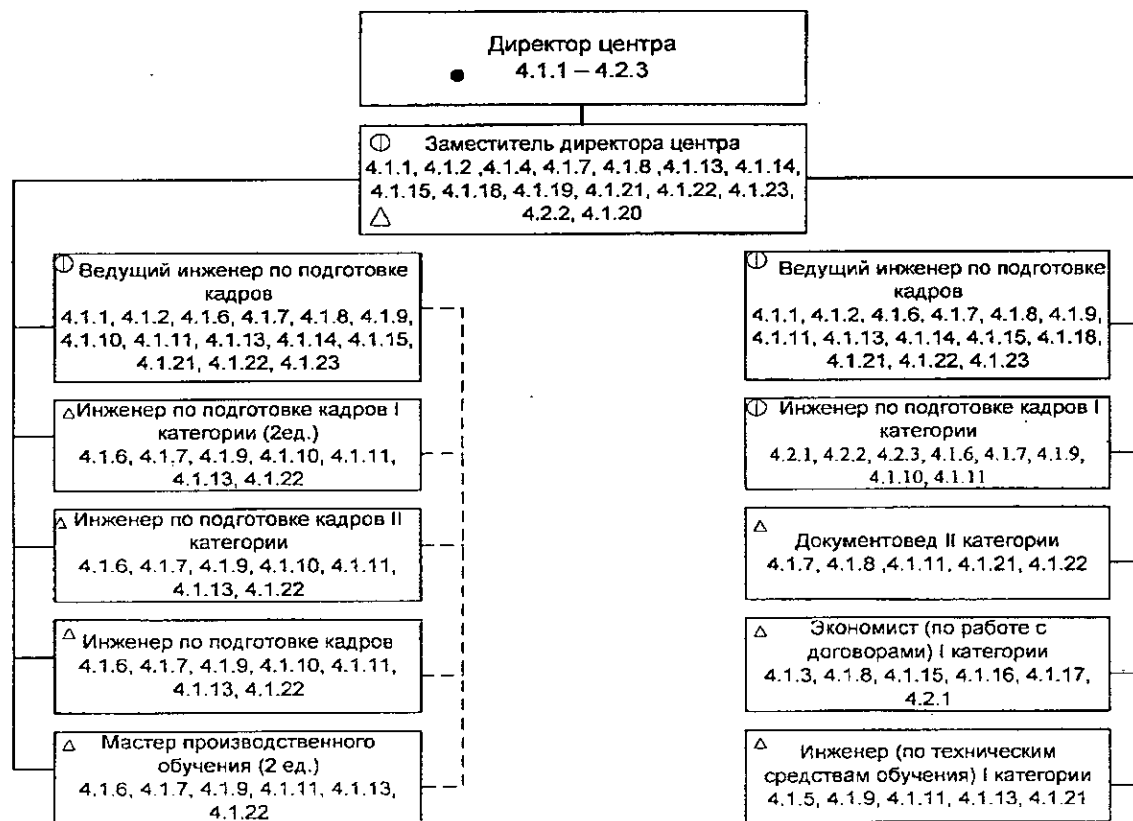 Директор центра
4.1.1 – 4.2.3
Заместитель директора центра
4.1.1, 4.1.2 ,4.1.4, 4.1.7, 4.1.8 ,4.1.13, 4.1.14,
4.1.15, 4.1.18, 4.1.19, 4.1.21, 4.1.22, 4.1.23,
4.2.2, 4.1.20
Ведущий инженер по подготовке
кадров
4.1.1, 4.1.2, 4.1.6, 4.1.7, 4.1.8, 4.1.9,
4.1.10, 4.1.11, 4.1.13, 4.1.14, 4.1.15,
4.1.21, 4.1.22, 4.1.23
Инженер по подготовке кадров I
категории (2ед.)
4.1.6, 4.1.7, 4.1.9, 4.1.10, 4.1.11,
4.1.13, 4.1.22
Инженер по подготовке кадров II
категории
4.1.6, 4.1.7, 4.1.9, 4.1.10, 4.1.11,
4.1.13, 4.1.22
Инженер по подготовке кадров
4.1.6, 4.1.7, 4.1.9, 4.1.10, 4.1.11,
4.1.13, 4.1.22
Мастер производственного
обучения (2 ед.)
4.1.6, 4.1.7, 4.1.9, 4.1.11, 4.1.13,
4.1.22
Ведущий инженер по подготовке
кадров
4.1.1, 4.1.2, 4.1.6, 4.1.7, 4.1.8, 4.1.9,
4.1.11, 4.1.13, 4.1.14, 4.1.15, 4.1.18,
4.1.21, 4.1.22, 4.1.23
Инженер по подготовке кадров I
категории
4.2.1, 4.2.2, 4.2.3, 4.1.6, 4.1.7, 4.1.9,
4.1.10, 4.1.11
Документовед II категории
4.1.7, 4.1.8 ,4.1.11, 4.1.21, 4.1.22
Экономист (по работе с
договорами) I категории
4.1.3, 4.1.8, 4.1.15, 4.1.16, 4.1.17,
4.2.1
Инженер (по техническим
средствам обучения) I категории
4.1.5, 4.1.9, 4.1.11, 4.1.13, 4.1.21